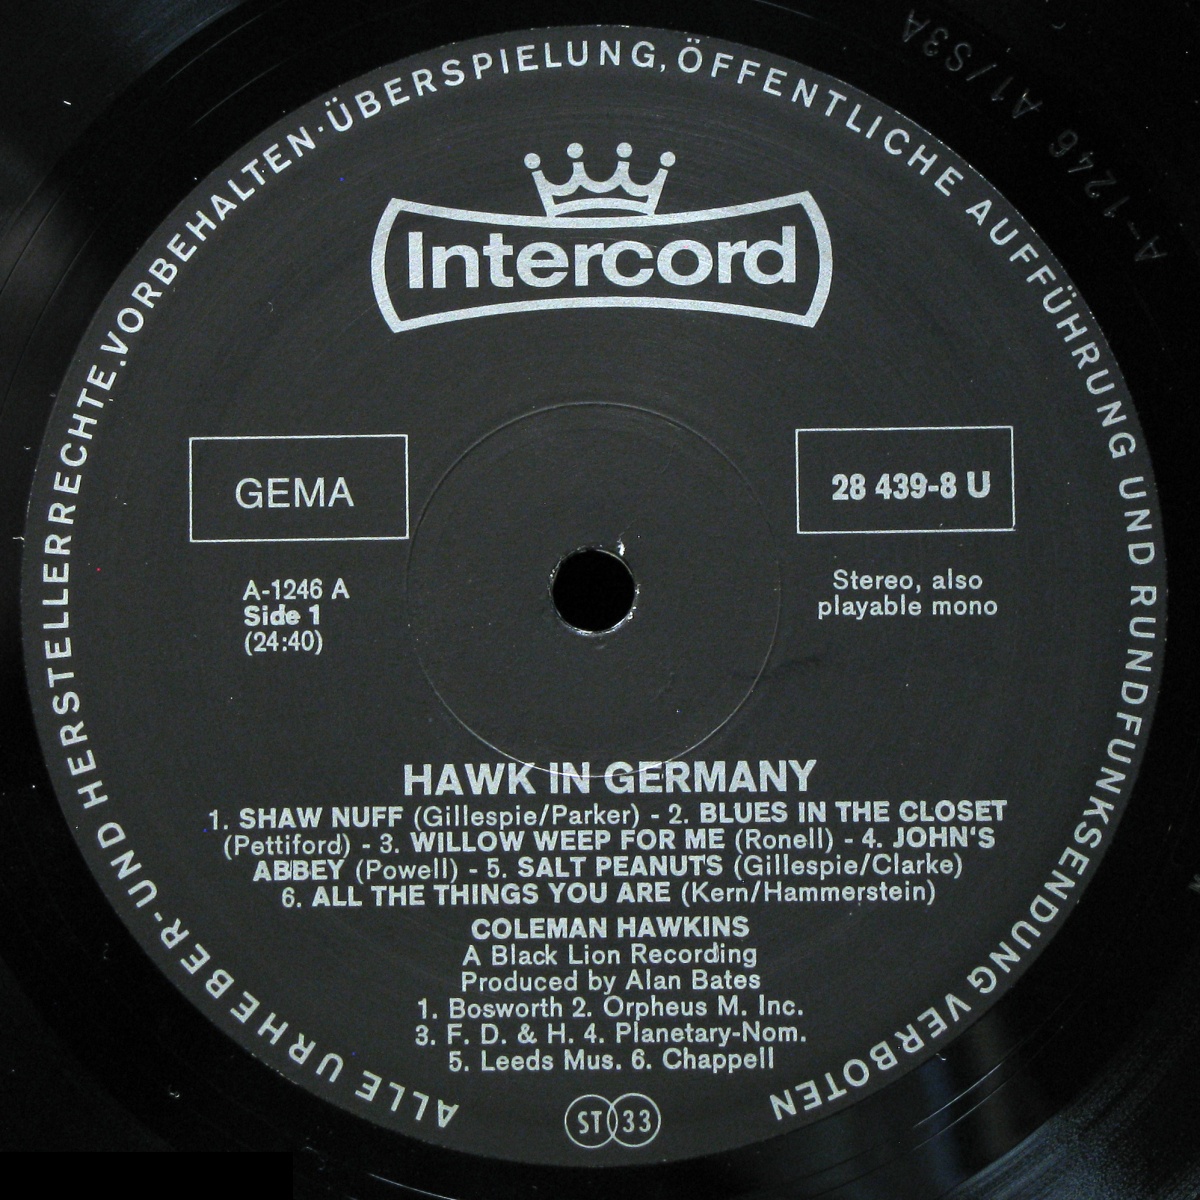 ALLE URHEBER-UND HERSTELLERRECHTE.VORBEHALTEN·ÜBERSPIELUNG,ÖFFENTLICHE AUFFÜHRUNG UND RUNDFUNKSENDUNG VERBOTEN
A-1246 A1/S3A
Intercord
GEMA
28 439-8 U
A-1246 A
Side 1
(24:40)
Stereo, also
playable mono
HAWK IN GERMANY
1. SHAW NUFF (Gillespie/Parker) - 2. BLUES IN THE CLOSET
(Pettiford) - 3. WILLOW WEEP FOR ME (Ronell) - 4. JOHN'S
ABBEY (Powell) - 5. SALT PEANUTS (Gillespie/Clarke)
6. ALL THE THINGS YOU ARE (Kern/Hammerstein)
COLEMAN HAWKINS
A Black Lion Recording
Produced by Alan Bates
1. Bosworth 2. Orpheus M. Inc.
3. F. D. & H. 4. Planetary-Nom.
5. Leeds Mus. 6. Chappell
ST 33